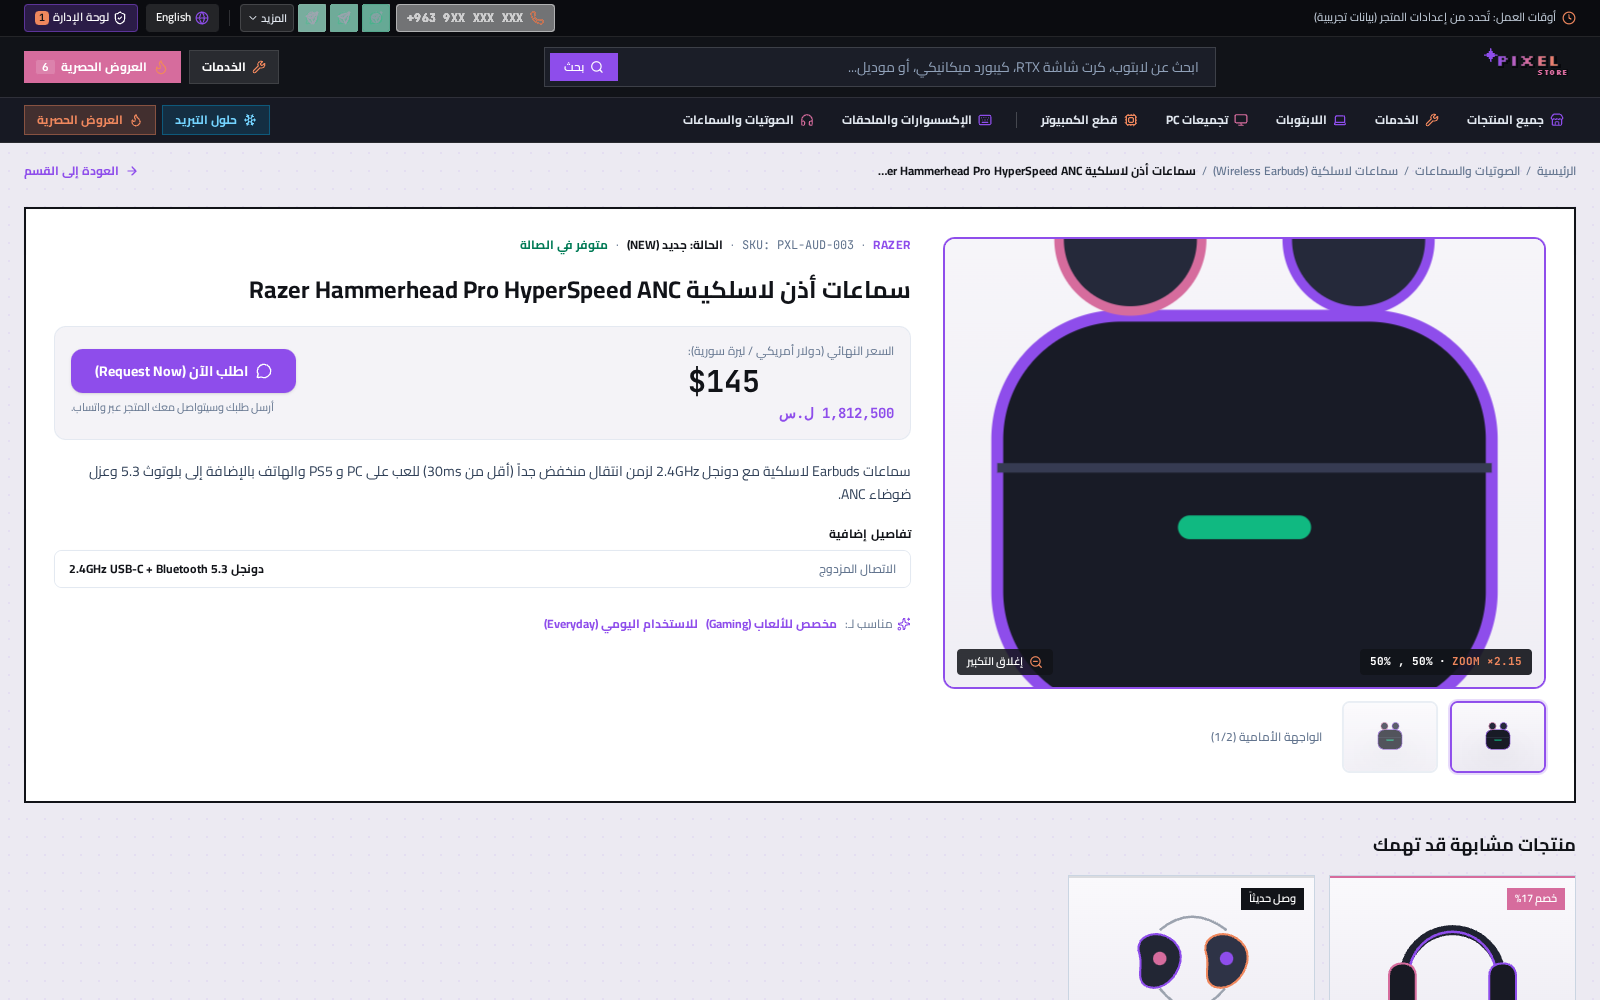 أوقات العمل: تُحدد من إعدادات المتجر (بيانات تجريبية)
+963 9XX XXX XXX
المزيد
English
لوحة الإدارة 1
PIXEL STORE
ابحث عن لابتوب، كرت شاشة RTX، كيبورد ميكانيكي، أو موديل...
بحث
الخدمات
العروض الحصرية 6
جميع المنتجات
الخدمات
اللابتوبات
تجميعات PC
قطع الكمبيوتر
الإكسسوارات والملحقات
الصوتيات والسماعات
حلول التبريد
العروض الحصرية
الرئيسية / الصوتيات والسماعات / سماعات لاسلكية (Wireless Earbuds) / سماعات أذن لاسلكية er Hammerhead Pro HyperSpeed ANC...
العودة إلى القسم
RAZER · SKU: PXL-AUD-003 · الحالة: جديد (NEW) · متوفر في الصالة
سماعات أذن لاسلكية Razer Hammerhead Pro HyperSpeed ANC
السعر النهائي (دولار أمريكي / ليرة سورية):
$145
1,812,500 ل.س
اطلب الآن (Request Now)
أرسل طلبك وسيتواصل معك المتجر عبر واتساب.
سماعات Earbuds لاسلكية مع دونجل 2.4GHz لزمن انتقال منخفض جداً (أقل من 30ms) للعب على PC و PS5 والهاتف بالإضافة إلى بلوتوث 5.3 وعزل
ضوضاء ANC.
تفاصيل إضافية
الاتصال المزدوج
دونجل 2.4GHz USB-C + Bluetooth 5.3
مناسب لـ: مخصص للألعاب (Gaming) للاستخدام اليومي (Everyday)
50% , 50% · ZOOM ×2.15
إغلاق التكبير
الواجهة الأمامية (1/2)
منتجات مشابهة قد تهمك
خصم 17%
وصل حديثاً